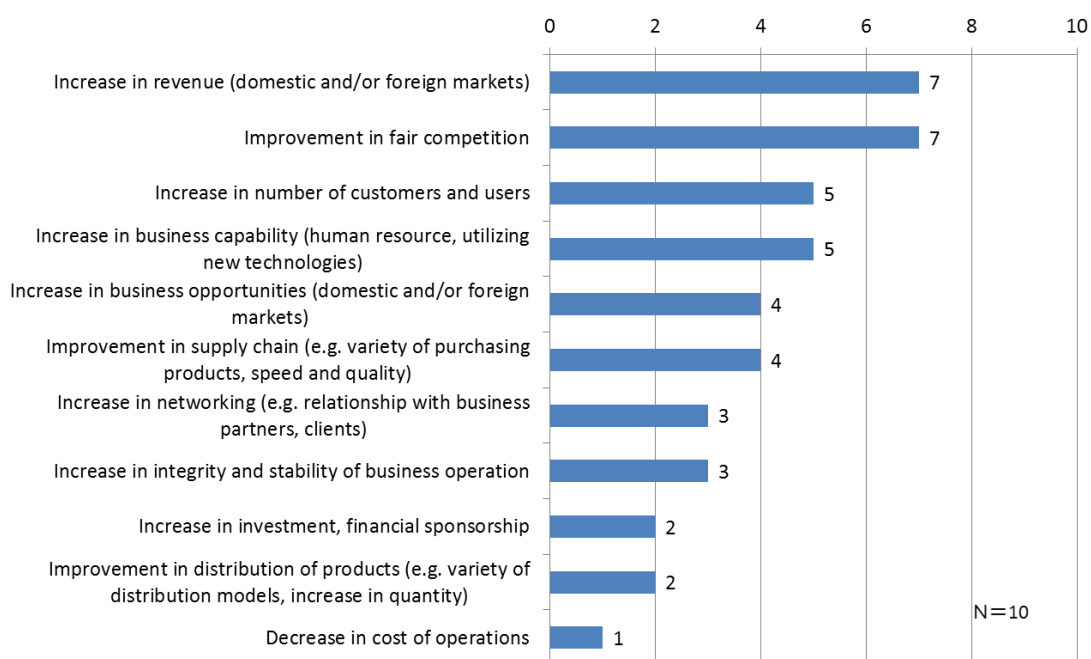 0 2 4 6 8 10
Increase in revenue (domestic and/or foreign markets) 7
Improvement in fair competition 7
Increase in number of customers and users 5
Increase in business capability (human resource, utilizing
new technologies) 5
Increase in business opportunities (domestic and/or foreign
markets) 4
Improvement in supply chain (e.g. variety of purchasing
products, speed and quality) 4
Increase in networking (e.g. relationship with business
partners, clients) 3
Increase in integrity and stability of business operation 3
Increase in investment, financial sponsorship 2
Improvement in distribution of products (e.g. variety of
distribution models, increase in quantity) 2
N＝10
Decrease in cost of operations 1